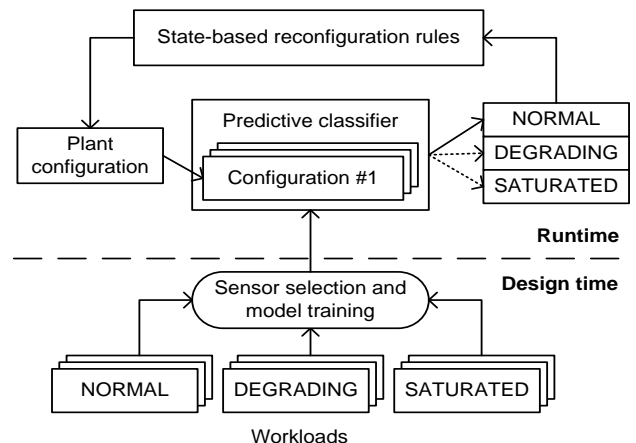 State-based reconfiguration rules
Plant
configuration
Predictive classifier
Configuration #1
NORMAL
DEGRADING
SATURATED
Runtime
Design time
Sensor selection and
model training
NORMAL
DEGRADING
SATURATED
Workloads